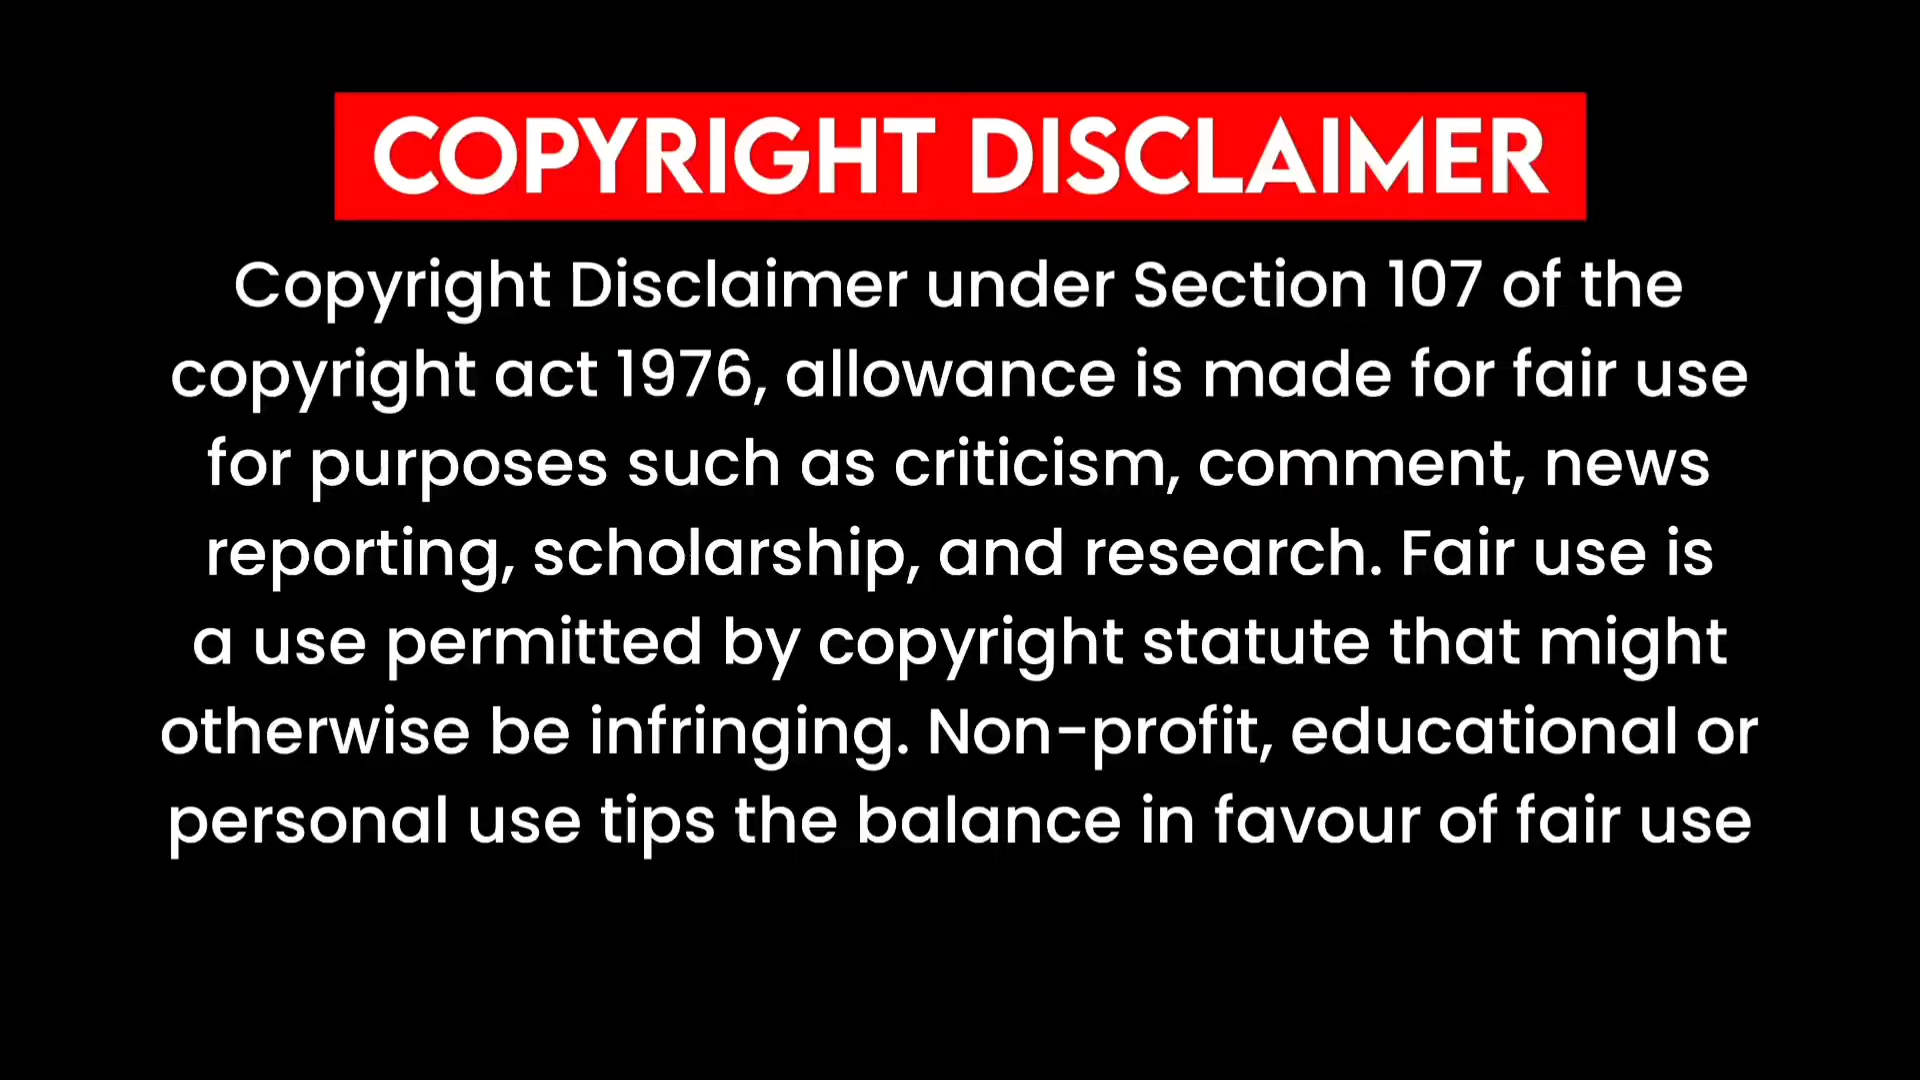 COPYRIGHT DISCLAIMER
Copyright Disclaimer under Section 107 of the
copyright act 1976, allowance is made for fair use
for purposes such as criticism, comment, news
reporting, scholarship, and research. Fair use is
a use permitted by copyright statute that might
otherwise be infringing. Non-profit, educational or
personal use tips the balance in favour of fair use